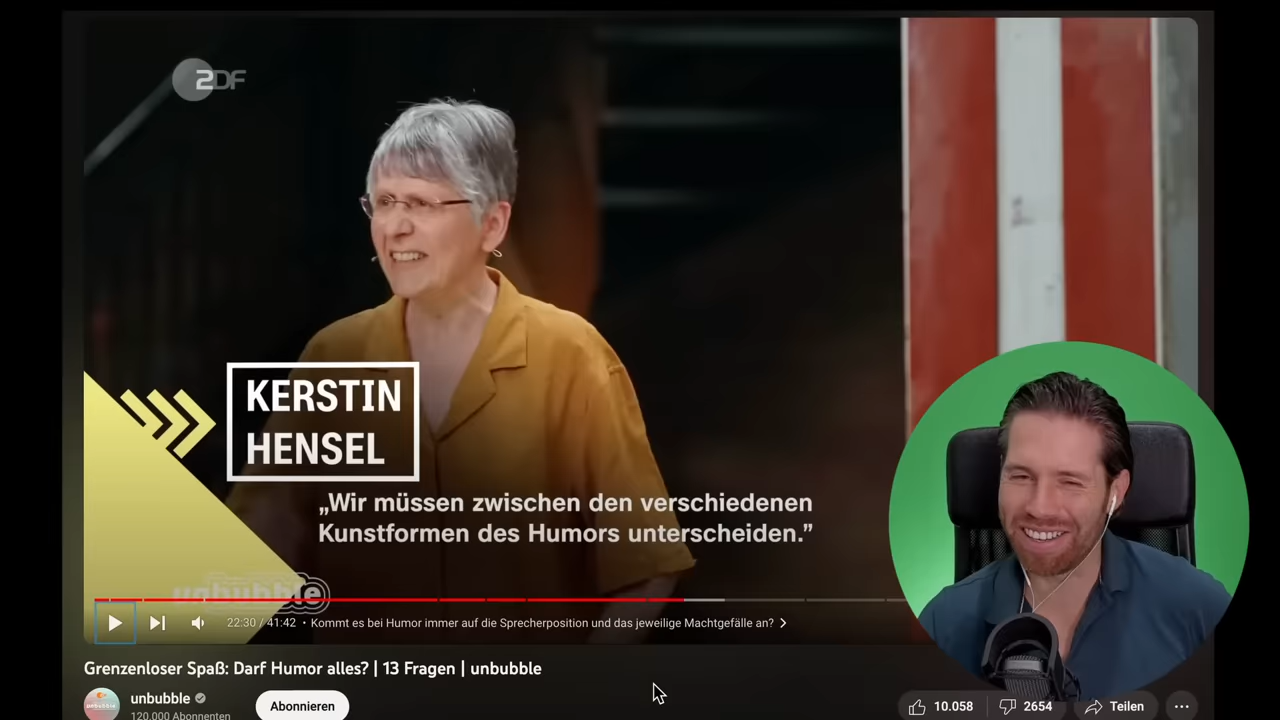 2DF
KERSTIN
HENSEL
„Wir müssen zwischen den verschiedenen
Kunstformen des Humors unterscheiden.”
unbubble
22:30 / 41:42 • Kommt es bei Humor immer auf die Sprecherposition und das jeweilige Machtgefälle an?
Grenzenloser Spaß: Darf Humor alles? | 13 Fragen | unbubble
unbubble
120.000 Abonnenten
Abonnieren
10.058
2654
Teilen